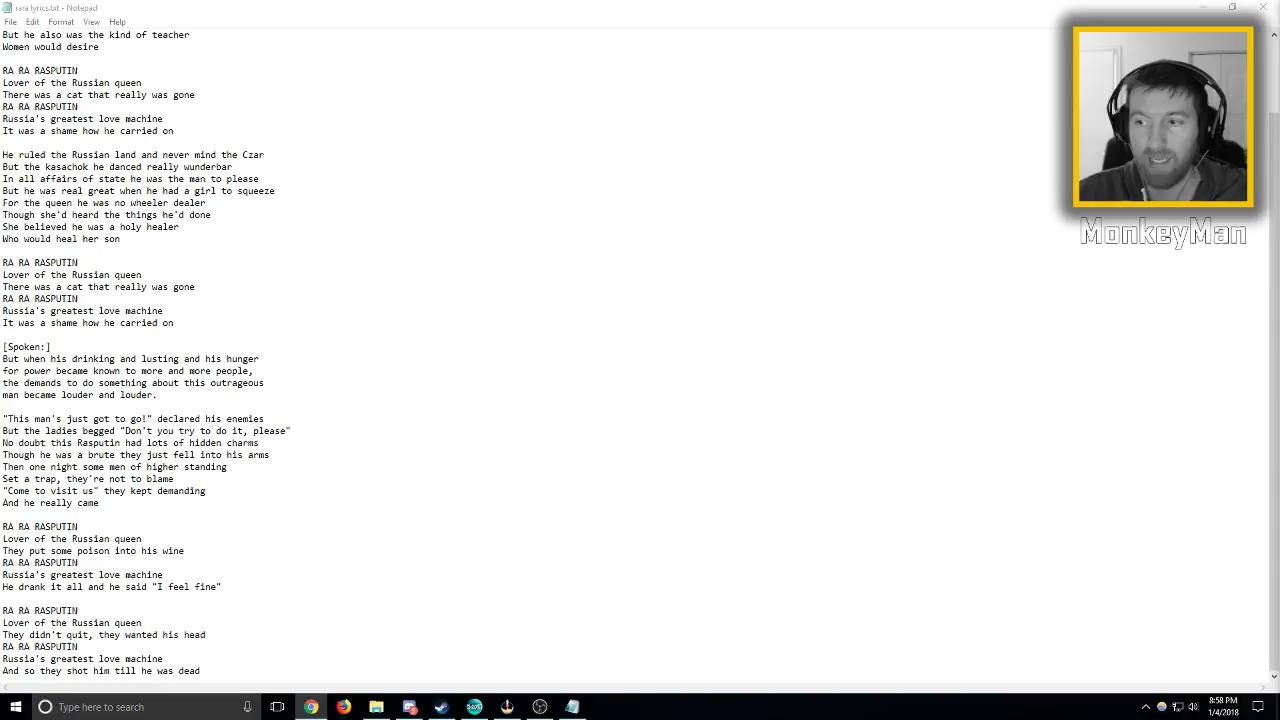 rara lyrics.txt - Notepad
File Edit Format View Help
But he also was the kind of teacher
Women would desire
RA RA RASPUTIN
Lover of the Russian queen
There was a cat that really was gone
RA RA RASPUTIN
Russia's greatest love machine
It was a shame how he carried on
He ruled the Russian land and never mind the Czar
But the kasachok he danced really wunderbar
In all affairs of state he was the man to please
But he was real great when he had a girl to squeeze
For the queen he was no wheeler dealer
Though she'd heard the things he'd done
She believed he was a holy healer
Who would heal her son
RA RA RASPUTIN
Lover of the Russian queen
There was a cat that really was gone
RA RA RASPUTIN
Russia's greatest love machine
It was a shame how he carried on
[Spoken:]
But when his drinking and lusting and his hunger
for power became known to more and more people,
the demands to do something about this outrageous
man became louder and louder.
"This man's just got to go!" declared his enemies
But the ladies begged "Don't you try to do it, please"
No doubt this Rasputin had lots of hidden charms
Though he was a brute they just fell into his arms
Then one night some men of higher standing
Set a trap, they're not to blame
"Come to visit us" they kept demanding
And he really came
RA RA RASPUTIN
Lover of the Russian queen
They put some poison into his wine
RA RA RASPUTIN
Russia's greatest love machine
He drank it all and he said "I feel fine"
RA RA RASPUTIN
Lover of the Russian queen
They didn't quit, they wanted his head
RA RA RASPUTIN
Russia's greatest love machine
And so they shot him till he was dead
MonkeyMan
Type here to search
8:58 PM
1/4/2018